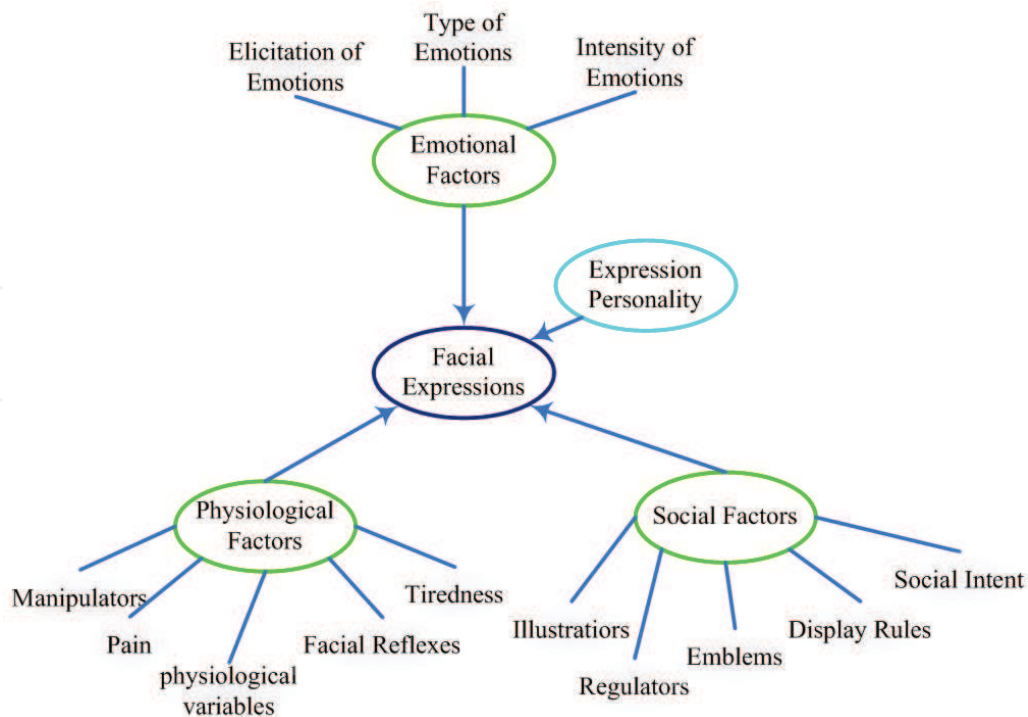 Elicitation of
Emotions
Type of
Emotions
Intensity of
Emotions
Emotional
Factors
Expression
Personality
Facial
Expressions
Physiological
Factors
Social Factors
Manipulators
Pain
physiological
variables
Facial Reflexes
Tiredness
Illustratiors
Regulators
Emblems
Display Rules
Social Intent